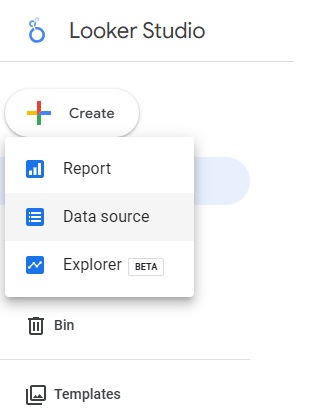 Looker Studio
Create
Report
Data source
Explorer BETA
Bin
Templates